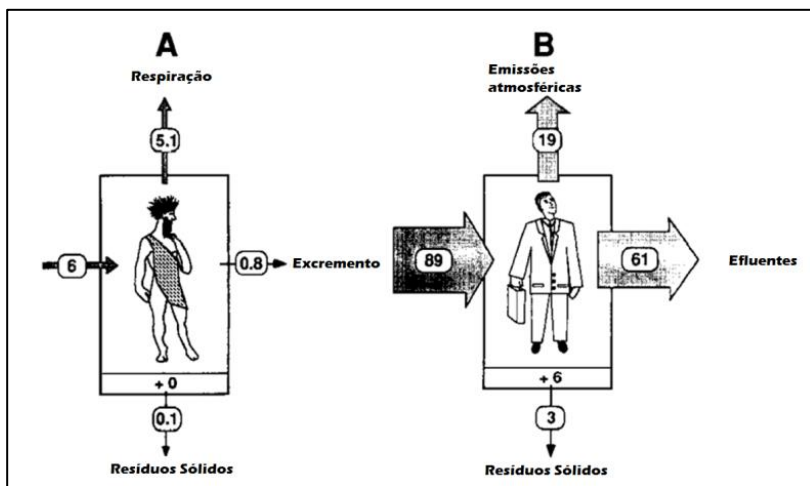 A
Respiração
5.1
6
0.8
Excremento
+ 0
0.1
Resíduos Sólidos
B
Emissões
atmosféricas
19
89
61
Efluentes
+ 6
3
Resíduos Sólidos